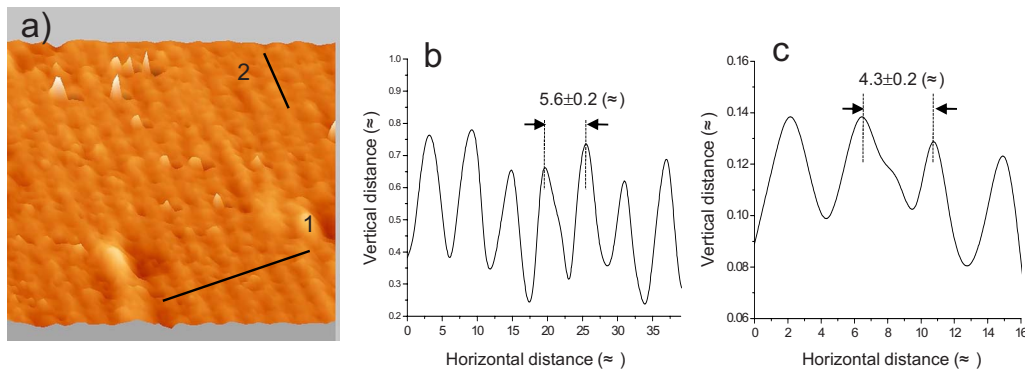 a)
2
1
b
5.6±0.2 (≈)
Vertical distance (≈)
1.0
0.9
0.8
0.7
0.6
0.5
0.4
0.3
0.2
0 5 10 15 20 25 30 35
Horizontal distance (≈ )
c
4.3±0.2 (≈)
Vertical distance (≈)
0.16
0.14
0.12
0.10
0.08
0.06
0 2 4 6 8 10 12 14 16
Horizontal distance (≈ )